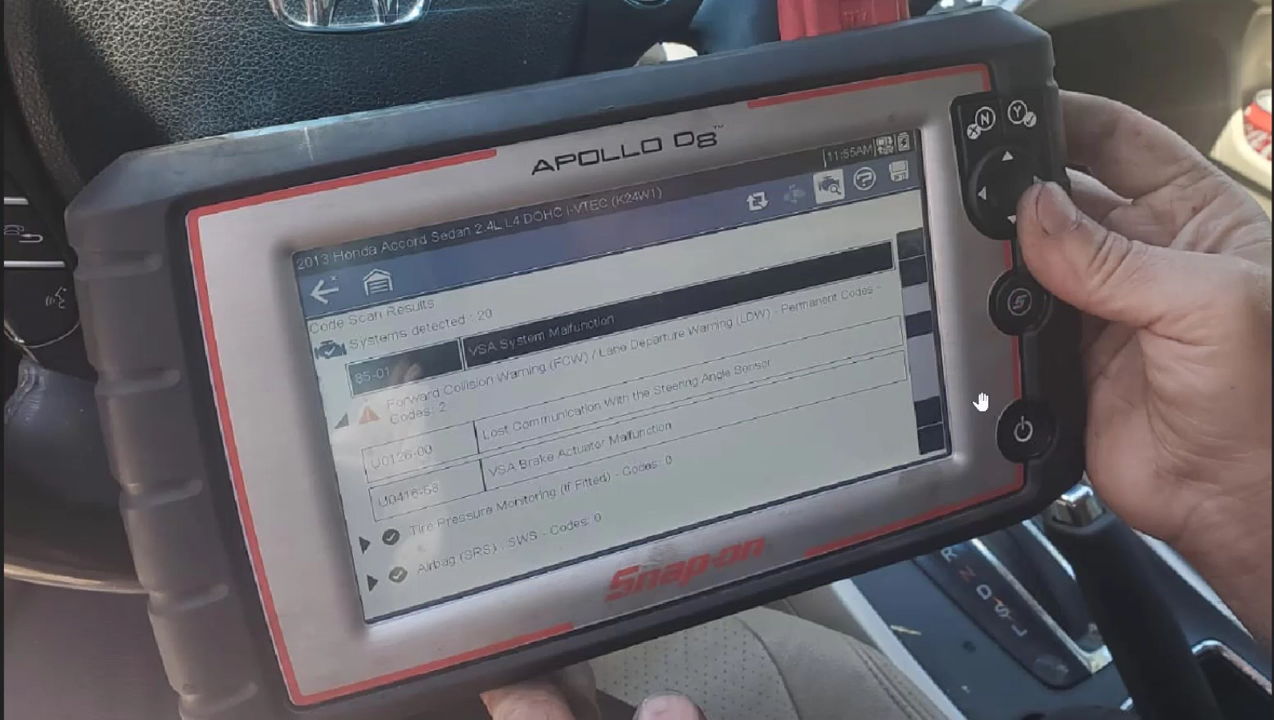 APOLLO D8™
11:55AM
2013 Honda Accord Sedan 2.4L L4 DOHC i-VTEC (K24W1)
Code Scan Results
Systems detected : 20
85-01 VSA System Malfunction
Forward Collision Warning (FCW) / Lane Departure Warning (LDW) - Permanent Codes -
Codes: 2
U0126-00 Lost Communication With the Steering Angle Sensor
U0416-68 VSA Brake Actuator Malfunction
Tire Pressure Monitoring (If Fitted) - Codes: 0
Airbag (SRS) : SWS - Codes: 0
Snap-on
N
X
Y
S
R
N
D
S
L